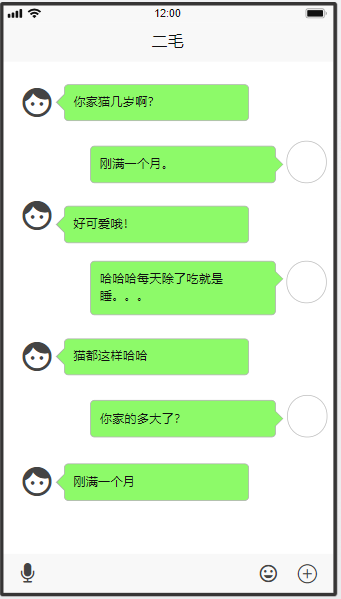 12:00
二毛
你家猫几岁啊?
刚满一个月。
好可爱哦!
哈哈哈每天除了吃就是
睡。。。
猫都这样哈哈
你家的多大了?
刚满一个月